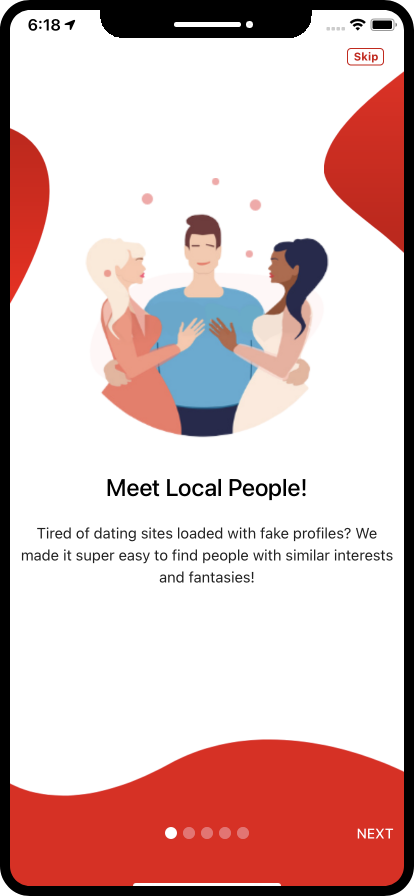 6:18
Skip
Meet Local People!
Tired of dating sites loaded with fake profiles? We
made it super easy to find people with similar interests
and fantasies!
NEXT